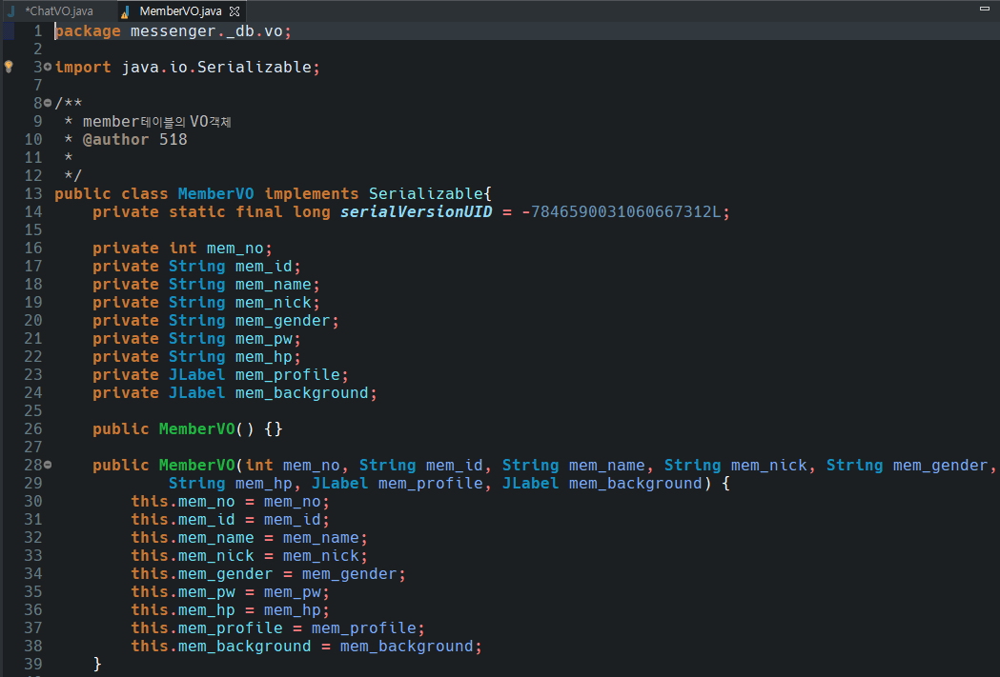 *ChatVO.java MemberVO.java
1 package messenger._db.vo;
2
3 import java.io.Serializable;
7
8 /**
9 * member테이블의 VO객체
10 * @author 518
11 *
12 */
13 public class MemberVO implements Serializable{
14 private static final long serialVersionUID = -7846590031060667312L;
15
16 private int mem_no;
17 private String mem_id;
18 private String mem_name;
19 private String mem_nick;
20 private String mem_gender;
21 private String mem_pw;
22 private String mem_hp;
23 private JLabel mem_profile;
24 private JLabel mem_background;
25
26 public MemberVO() {}
27
28 public MemberVO(int mem_no, String mem_id, String mem_name, String mem_nick, String mem_gender,
29 String mem_hp, JLabel mem_profile, JLabel mem_background) {
30 this.mem_no = mem_no;
31 this.mem_id = mem_id;
32 this.mem_name = mem_name;
33 this.mem_nick = mem_nick;
34 this.mem_gender = mem_gender;
35 this.mem_pw = mem_pw;
36 this.mem_hp = mem_hp;
37 this.mem_profile = mem_profile;
38 this.mem_background = mem_background;
39 }